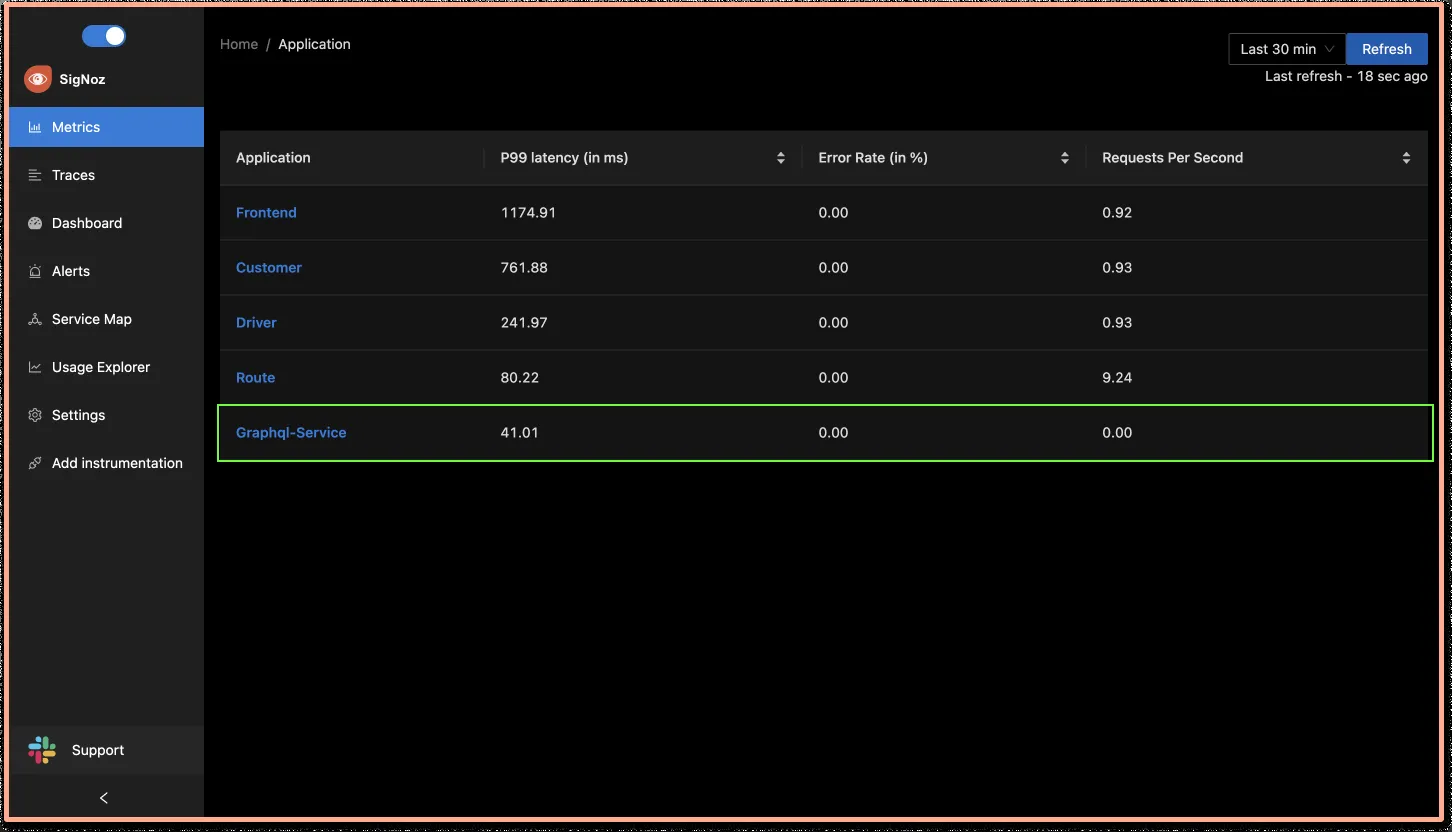 SigNoz
Metrics
Traces
Dashboard
Alerts
Service Map
Usage Explorer
Settings
Add instrumentation
Support
Home / Application
Last 30 min Refresh
Last refresh - 18 sec ago
Application P99 latency (in ms) Error Rate (in %) Requests Per Second
Frontend 1174.91 0.00 0.92
Customer 761.88 0.00 0.93
Driver 241.97 0.00 0.93
Route 80.22 0.00 9.24
Graphql-Service 41.01 0.00 0.00